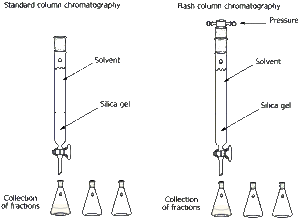 Standard column chromatography
Flash column chromatography
Pressure
Solvent
Solvent
Silica gel
Silica gel
Collection
of fractions
Collection
of fractions